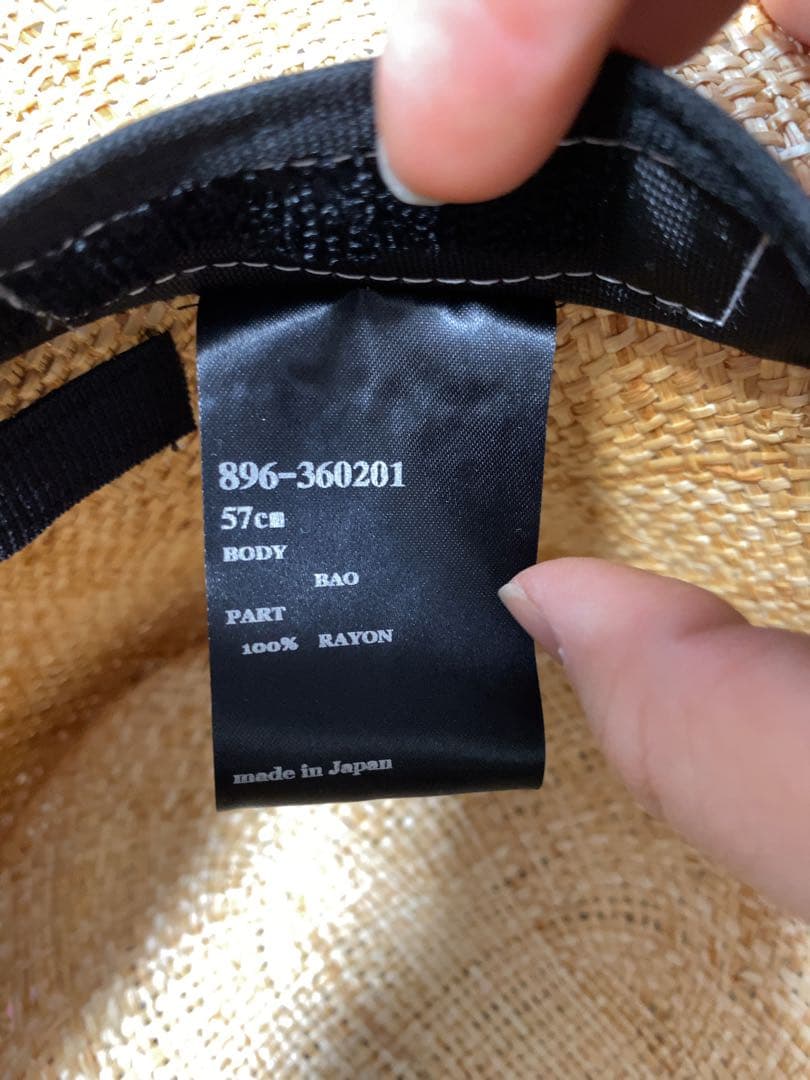 896-360201
57cm
BODY
BAO
PART
100% RAYON
made in Japan